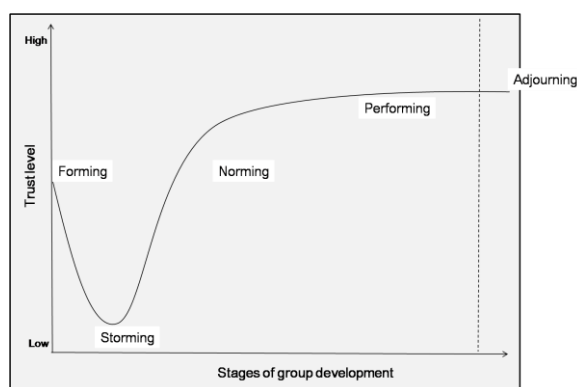 High
Adjourning
Performing
Forming
Norming
Trust level
Storming
Low
Stages of group development